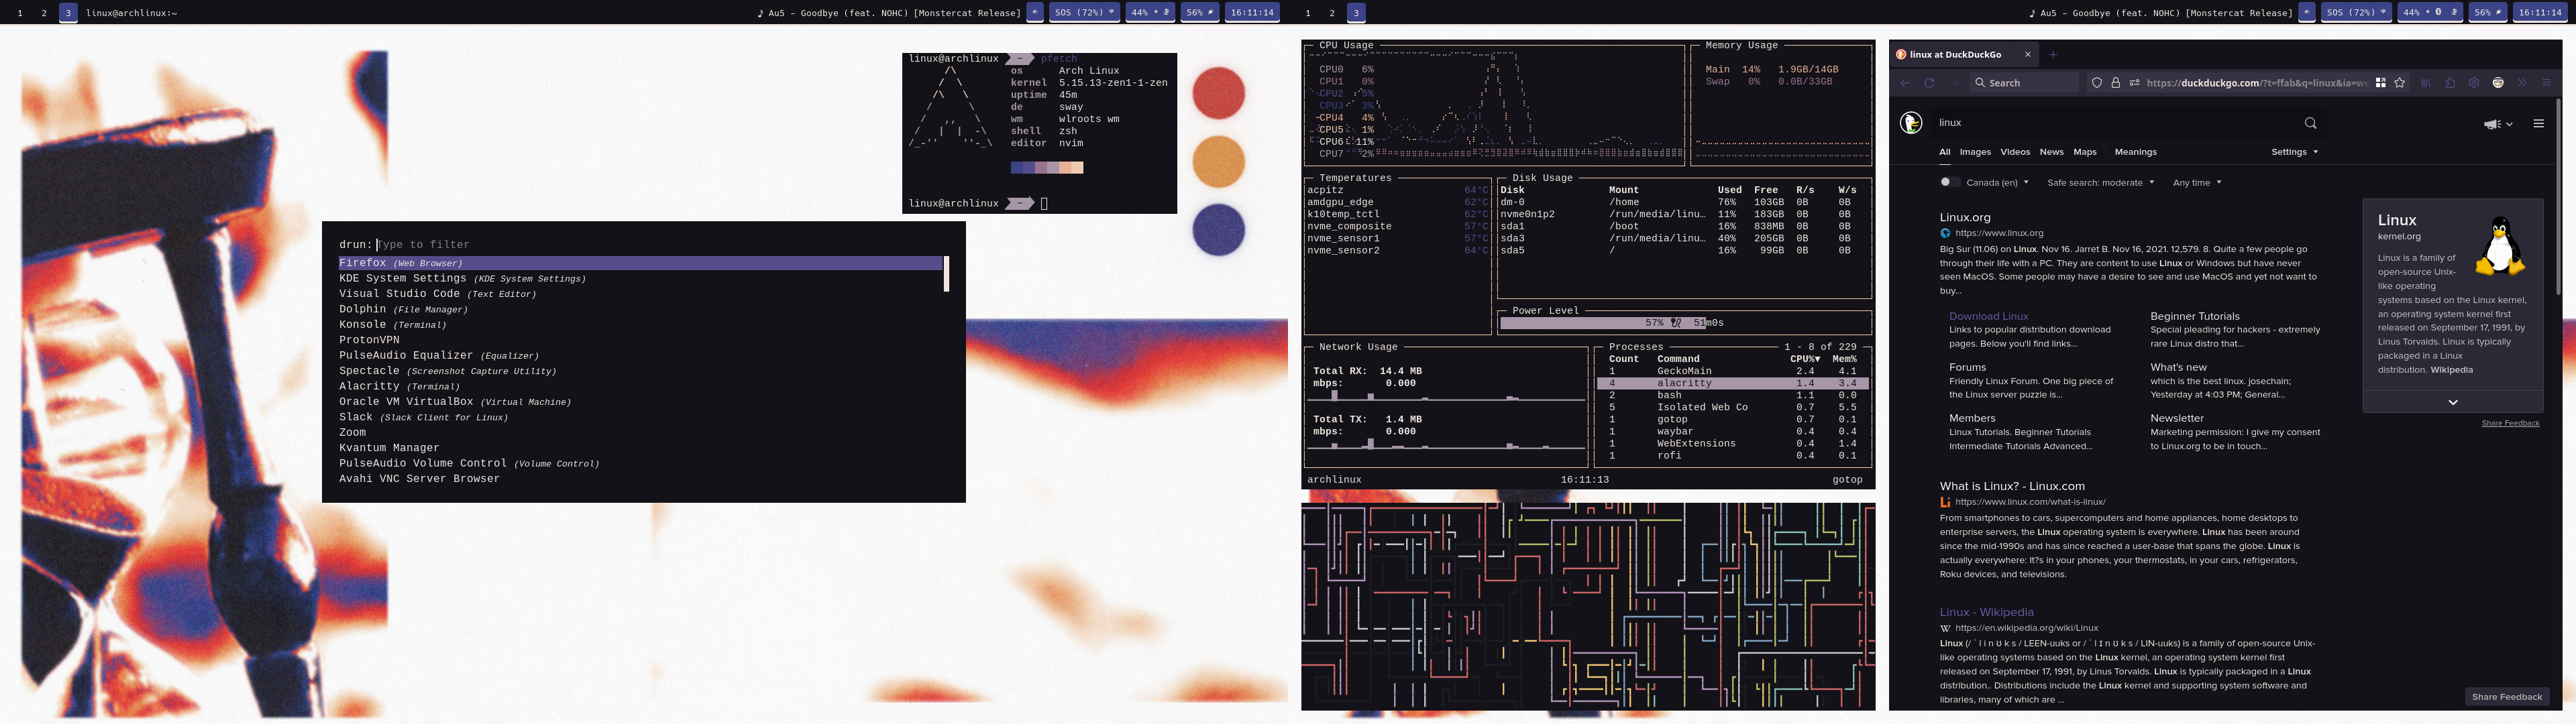 1 2 3 linux@archlinux:~
♪ Au5 - Goodbye (feat. NOHC) [Monstercat Release] SOS (72%) 44% 56% 16:11:14
1 2 3
♪ Au5 - Goodbye (feat. NOHC) [Monstercat Release] SOS (72%) 44% 56% 16:11:14
linux@archlinux ~ pfetch
os Arch Linux
kernel 5.15.13-zen1-1-zen
uptime 45m
de sway
wm wlroots wm
shell zsh
editor nvim
linux@archlinux ~
drun: Type to filter
Firefox (Web Browser)
KDE System Settings (KDE System Settings)
Visual Studio Code (Text Editor)
Dolphin (File Manager)
Konsole (Terminal)
ProtonVPN
PulseAudio Equalizer (Equalizer)
Spectacle (Screenshot Capture Utility)
Alacritty (Terminal)
Oracle VM VirtualBox (Virtual Machine)
Slack (Slack Client for Linux)
Zoom
Kvantum Manager
PulseAudio Volume Control (Volume Control)
Avahi VNC Server Browser
CPU Usage
CPU0 6%
CPU1 0%
CPU2 5%
CPU3 3%
CPU4 4%
CPU5 1%
CPU6 11%
CPU7 2%
Memory Usage
Main 14% 1.9GB/14GB
Swap 0% 0.0B/33GB
Temperatures
acpitz 64°C
amdgpu_edge 62°C
k10temp_tctl 62°C
nvme_composite 57°C
nvme_sensor1 57°C
nvme_sensor2 64°C
Disk Usage
Disk Mount Used Free R/s W/s
dm-0 /home 76% 103GB 0B 0B
nvme0n1p2 /run/media/linu… 11% 183GB 0B 0B
sda1 /boot 16% 838MB 0B 0B
sda3 /run/media/linu… 40% 205GB 0B 0B
sda5 / 16% 99GB 0B 0B
Power Level
57% 51m0s
Network Usage
Total RX: 14.4 MB
mbps: 0.000
Total TX: 1.4 MB
mbps: 0.000
Processes 1 - 8 of 229
Count Command CPU%▼ Mem%
1 GeckoMain 2.4 4.1
4 alacritty 1.4 3.4
2 bash 1.1 0.0
5 Isolated Web Co 0.7 5.5
1 gotop 0.7 0.1
1 waybar 0.4 0.4
1 WebExtensions 0.4 1.4
1 rofi 0.4 0.1
archlinux 16:11:13 gotop
linux at DuckDuckGo
Search
https://duckduckgo.com/?t=ffab&q=linux&ia=w
linux
All Images Videos News Maps Meanings Settings
Canada (en) Safe search: moderate Any time
Linux.org
https://www.linux.org
Big Sur (11.06) on Linux. Nov 16. Jarret B. Nov 16, 2021. 12,579. 8. Quite a few people go
through their life with a PC. They are content to use Linux or Windows but have never
seen MacOS. Some people may have a desire to see and use MacOS and yet not want to
buy...
Download Linux
Links to popular distribution download
pages. Below you'll find links...
Beginner Tutorials
Special pleading for hackers - extremely
rare Linux distro that...
Forums
Friendly Linux Forum. One big piece of
the Linux server puzzle is...
What's new
which is the best linux. josechein;
Yesterday at 4:03 PM; General...
Members
Linux Tutorials. Beginner Tutorials
Intermediate Tutorials Advanced...
Newsletter
Marketing permission: I give my consent
to Linux.org to be in touch...
What is Linux? - Linux.com
https://www.linux.com/what-is-linux/
From smartphones to cars, supercomputers and home appliances, home desktops to
enterprise servers, the Linux operating system is everywhere. Linux has been around
since the mid-1990s and has since reached a user-base that spans the globe. Linux is
actually everywhere: it?s in your phones, your thermostats, in your cars, refrigerators,
Roku devices, and televisions.
Linux - Wikipedia
https://en.wikipedia.org/wiki/Linux
Linux (/ ˈ l i n ʊ k s / LEEN-uuks or / ˈ l ɪ n ʊ k s / LIN-uuks) is a family of open-source Unix-
like operating systems based on the Linux kernel, an operating system kernel first
released on September 17, 1991, by Linus Torvalds. Linux is typically packaged in a Linux
distribution.. Distributions include the Linux kernel and supporting system software and
libraries, many of which are ...
Linux
kernel.org
Linux is a family of
open-source Unix-
like operating
systems based on the Linux kernel,
an operating system kernel first
released on September 17, 1991, by
Linus Torvalds. Linux is typically
packaged in a Linux
distribution. Wikipedia
Share Feedback
Share Feedback